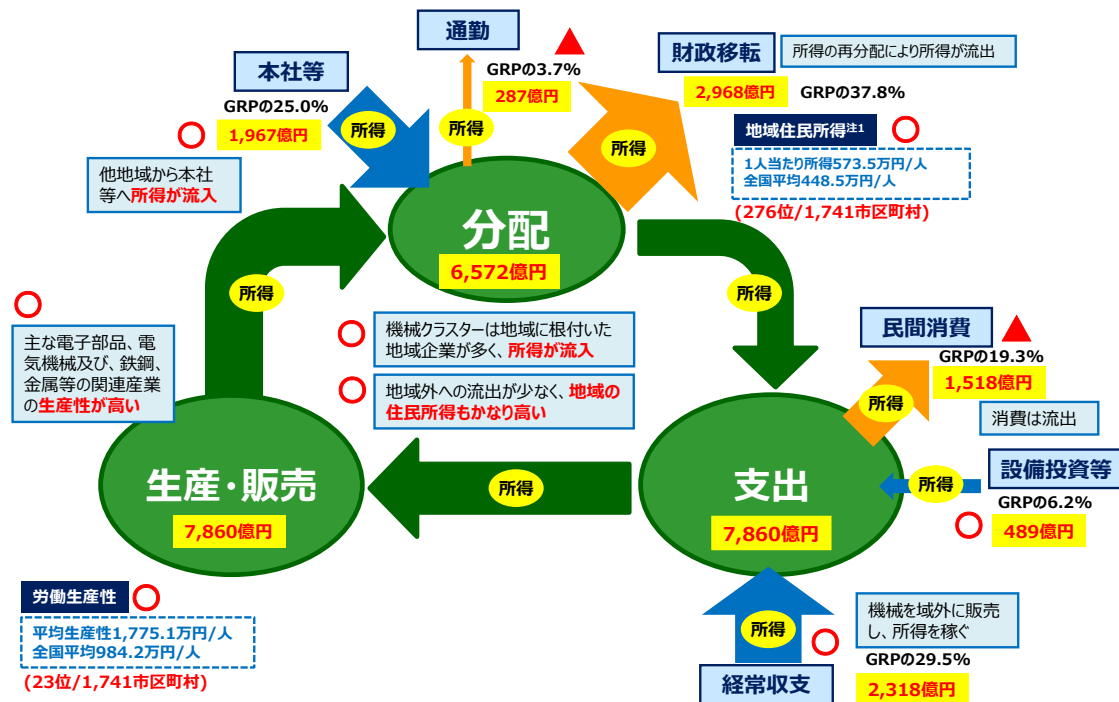 通勤
GRPの3.7%
287億円
所得
本社等
GRPの25.0%
1,967億円
所得
他地域から本社
等へ所得が流入
財政移転
所得の再分配により所得が流出
2,968億円
GRPの37.8%
所得
地域住民所得注1
1人当たり所得573.5万円/人
全国平均448.5万円/人
(276位/1,741市区町村)
分配
6,572億円
所得
所得
主な電子部品、電
気機械及び、鉄鋼、
金属等の関連産業
の生産性が高い
機械クラスターは地域に根付いた
地域企業が多く、所得が流入
地域外への流出が少なく、地域の
住民所得もかなり高い
民間消費
GRPの19.3%
1,518億円
所得
消費は流出
生産・販売
7,860億円
所得
支出
7,860億円
設備投資等
所得
GRPの6.2%
489億円
労働生産性
平均生産性1,775.1万円/人
全国平均984.2万円/人
(23位/1,741市区町村)
所得
機械を域外に販売
し、所得を稼ぐ
経常収支
GRPの29.5%
2,318億円